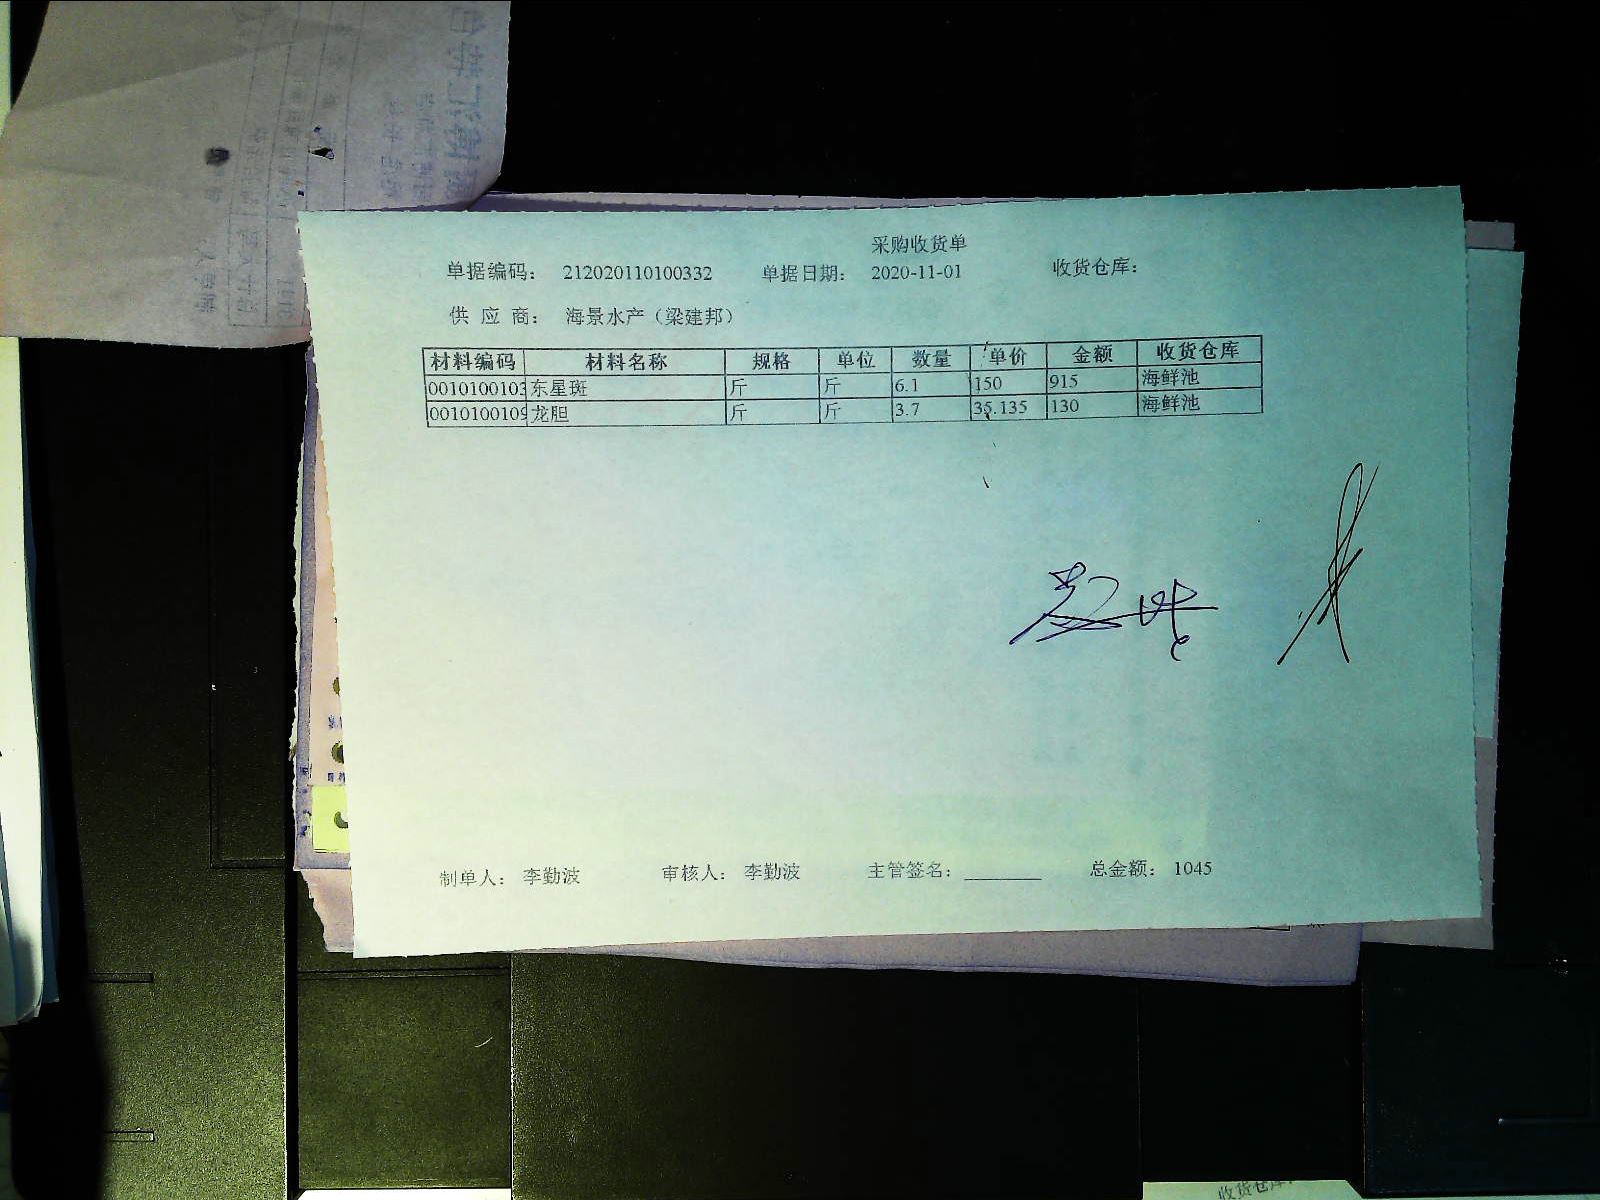 采购收货单
单据编码： 212020110100332 单据日期： 2020-11-01 收货仓库：
供 应 商： 海景水产（梁建邦）
材料编码 材料名称 规格 单位 数量 单价 金额 收货仓库
0010100103 东星斑 斤 斤 6.1 150 915 海鲜池
0010100109 龙胆 斤 斤 3.7 35.135 130 海鲜池
制单人： 李勤波 审核人： 李勤波 主管签名： 总金额： 1045
收货仓库：